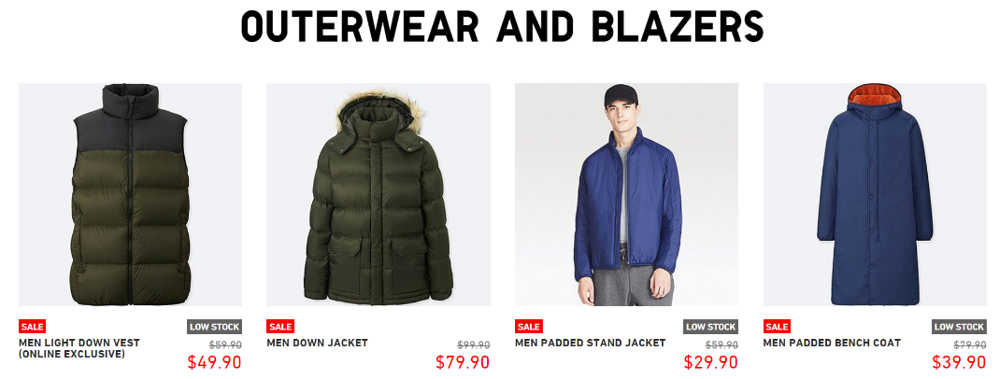 OUTERWEAR AND BLAZERS
SALE LOW STOCK
MEN LIGHT DOWN VEST
(ONLINE EXCLUSIVE)
$59.90
$49.90
SALE
MEN DOWN JACKET
$99.90
$79.90
SALE LOW STOCK
MEN PADDED STAND JACKET
$59.90
$29.90
SALE LOW STOCK
MEN PADDED BENCH COAT
$79.90
$39.90